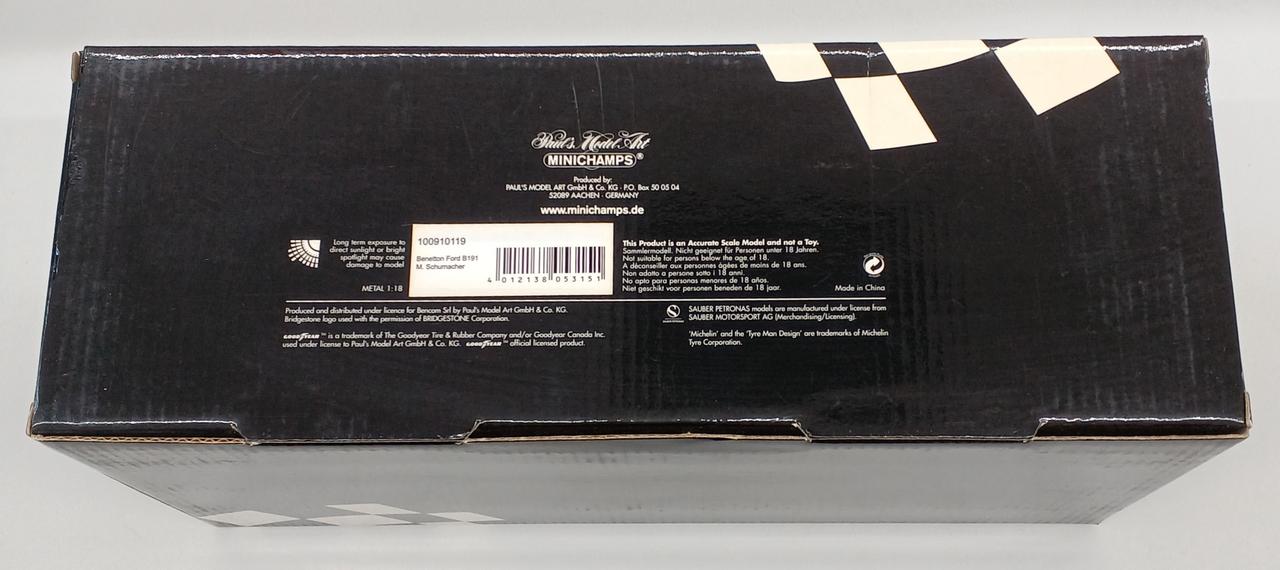 Paul's Model Art
MINICHAMPS®
Produced by:
PAUL'S MODEL ART GmbH & Co. KG · P.O. Box 50 05 04
52089 AACHEN · GERMANY
www.minichamps.de
Long term exposure to
direct sunlight or bright
spotlight may cause
damage to model
METAL 1:18
100910119
Benetton Ford B191
M. Schumacher
4 012138 053151
This Product is an Accurate Scale Model and not a Toy.
Sammlermodell. Nicht geeignet für Personen unter 18 Jahren.
Not suitable for persons below the age of 18.
A déconseiller aux personnes âgées de moins de 18 ans.
Non adatto a persone sotto i 18 anni.
No apto para personas menores de 18 años.
Niet geschikt voor personen beneden de 18 jaar.
Made in China
Produced and distributed under licence for Bencom Srl by Paul's Model Art GmbH & Co. KG.
Bridgestone logo used with the permission of BRIDGESTONE Corporation.
GOODYEAR™ is a trademark of The Goodyear Tire & Rubber Company and/or Goodyear Canada Inc.
used under license to Paul's Model Art GmbH & Co. KG. GOODYEAR™ official licensed product.
SAUBER PETRONAS models are manufactured under license from
SAUBER MOTORSPORT AG (Merchandising/Licensing).
'Michelin' and the 'Tyre Man Design' are trademarks of Michelin
Tyre Corporation.